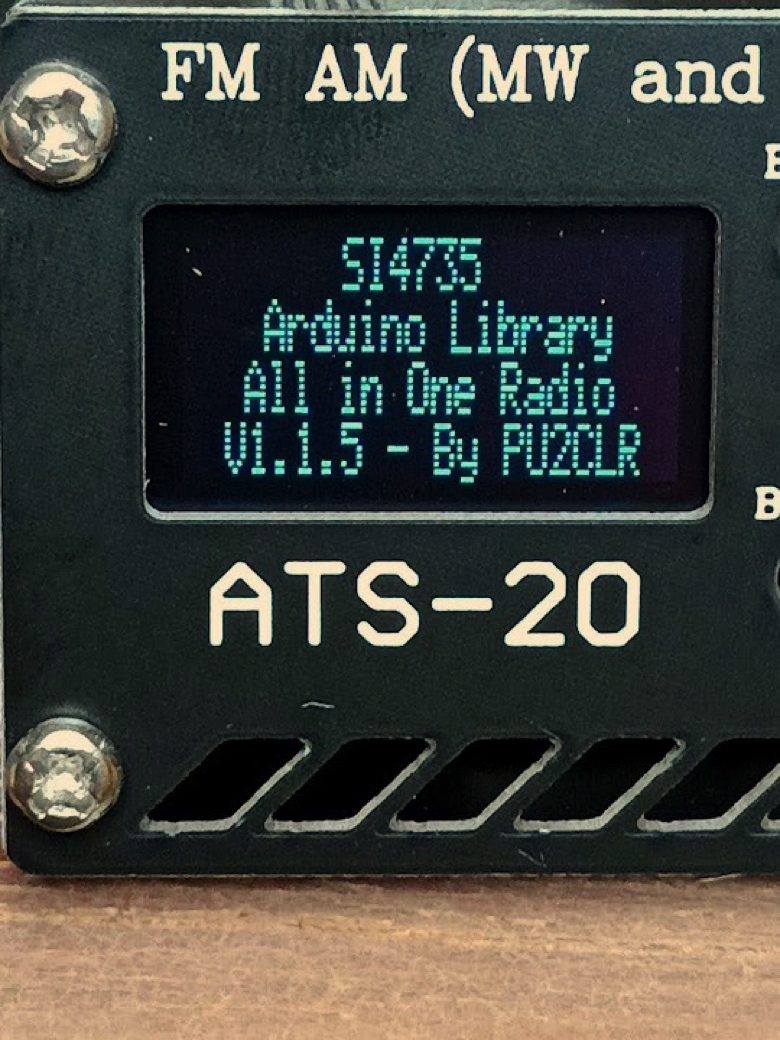 FM AM (MW and
SI4735
Arduino Library
All in One Radio
V1.1.5 - By PU2CLR
ATS-20
B